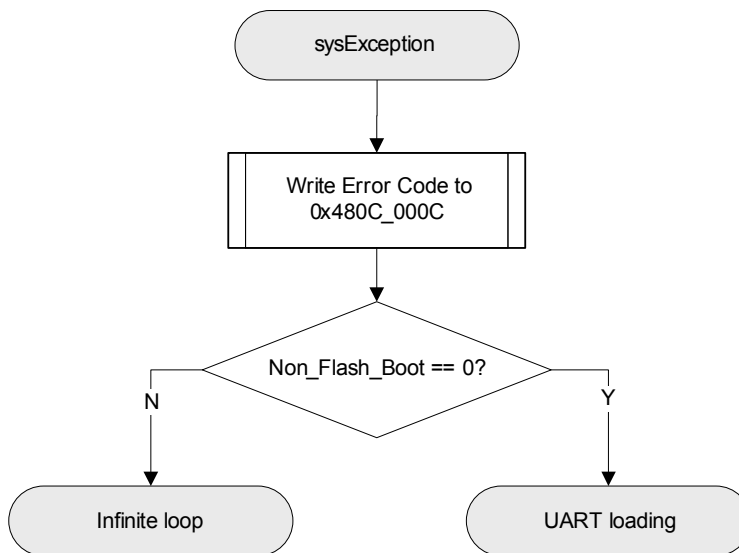 sysException
Write Error Code to
0x480C_000C
Non_Flash_Boot == 0?
N
Y
Infinite loop
UART loading